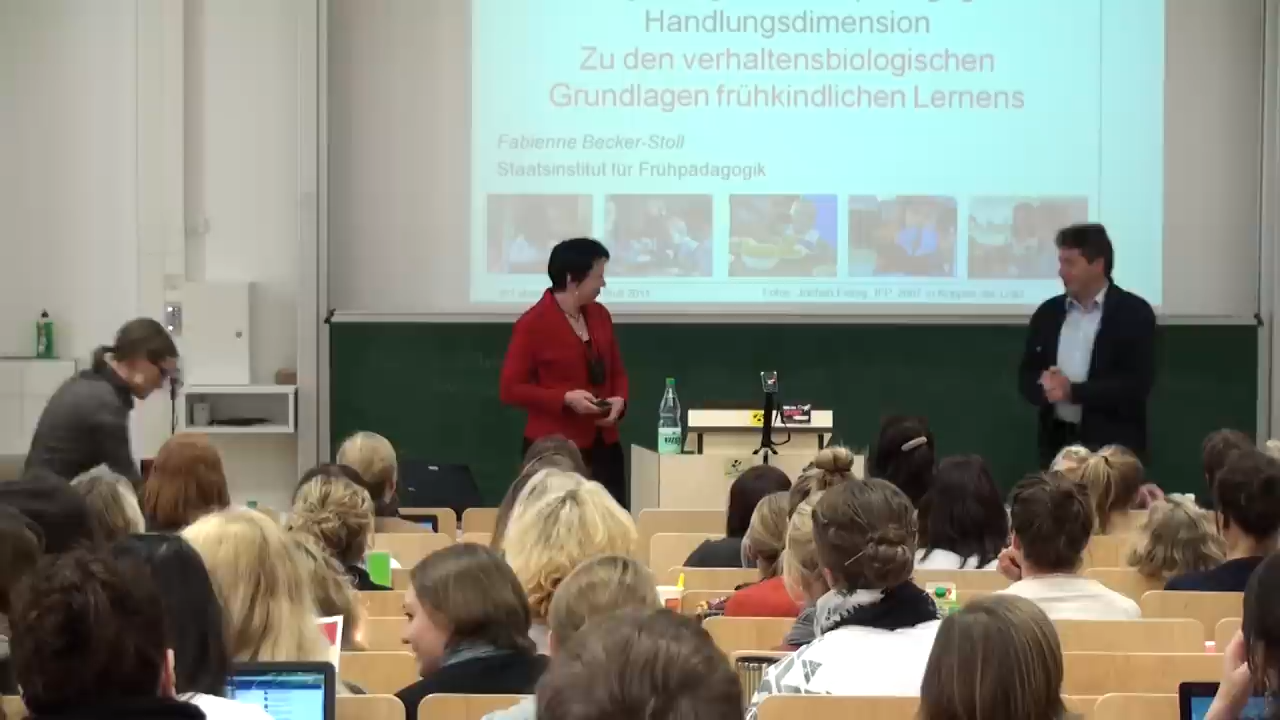 Handlungsdimension
Zu den verhaltensbiologischen
Grundlagen frühkindlichen Lernens
Fabienne Becker-Stoll
Staatsinstitut für Frühpädagogik